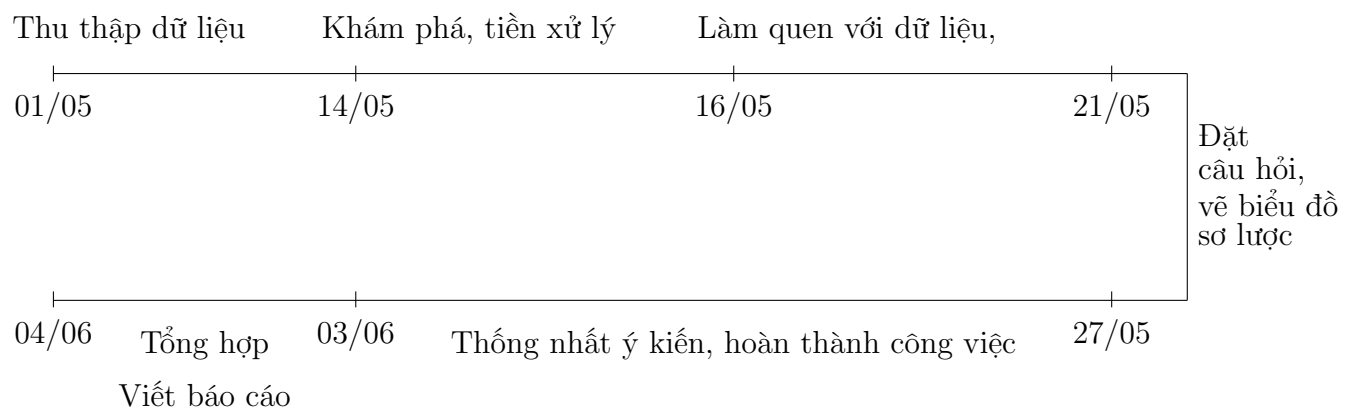 Thu thập dữ liệu Khám phá, tiền xử lý Làm quen với dữ liệu,
01/05 14/05 16/05 21/05
Đặt
câu hỏi,
vẽ biểu đồ
sơ lược
04/06 Tổng hợp 03/06 Thống nhất ý kiến, hoàn thành công việc 27/05
Viết báo cáo